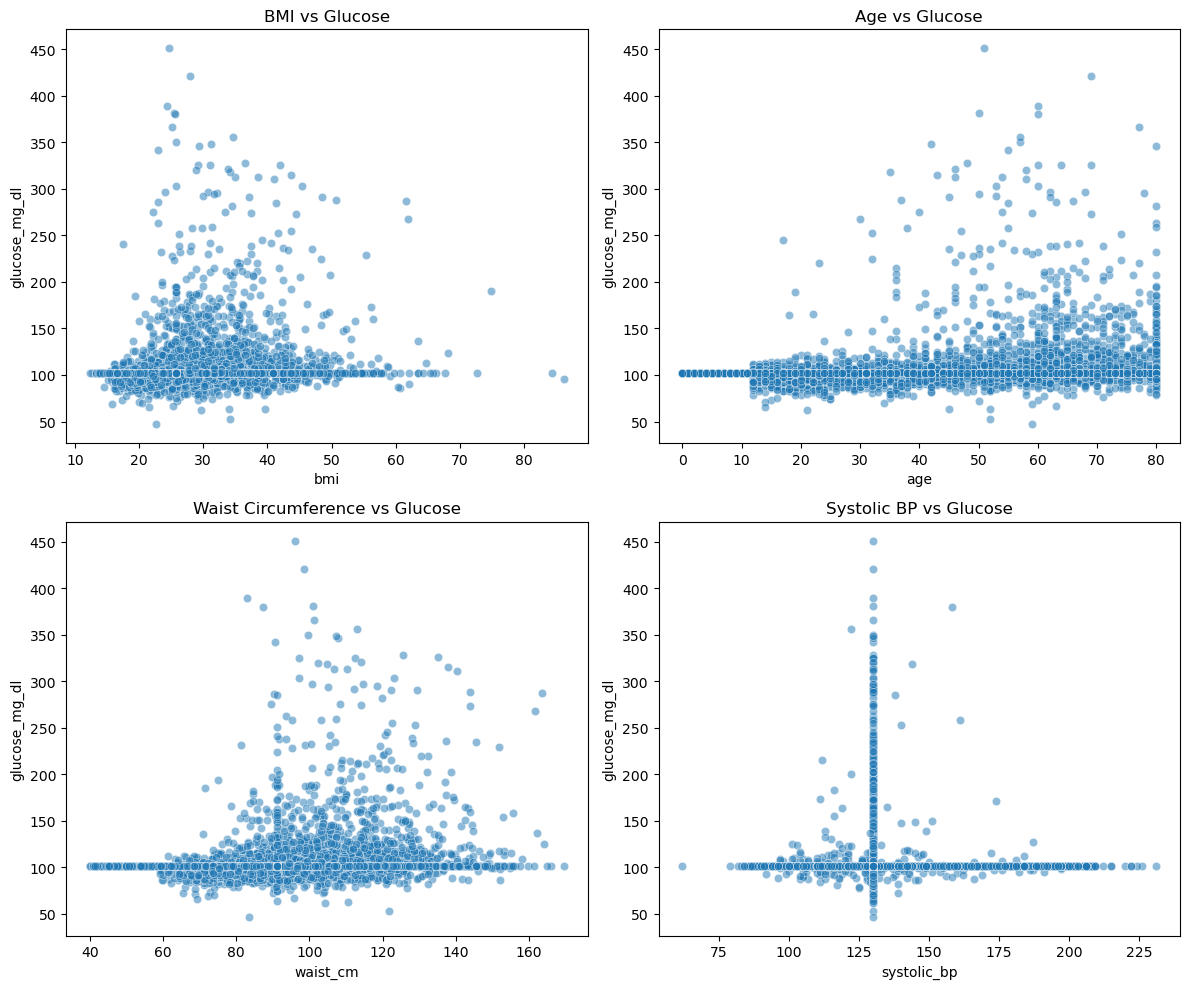 BMI vs Glucose
glucose_mg_dl
450
400
350
300
250
200
150
100
50
10 20 30 40 50 60 70 80
bmi
Age vs Glucose
glucose_mg_dl
450
400
350
300
250
200
150
100
50
0 10 20 30 40 50 60 70 80
age
Waist Circumference vs Glucose
glucose_mg_dl
450
400
350
300
250
200
150
100
50
40 60 80 100 120 140 160
waist_cm
Systolic BP vs Glucose
glucose_mg_dl
450
400
350
300
250
200
150
100
50
75 100 125 150 175 200 225
systolic_bp